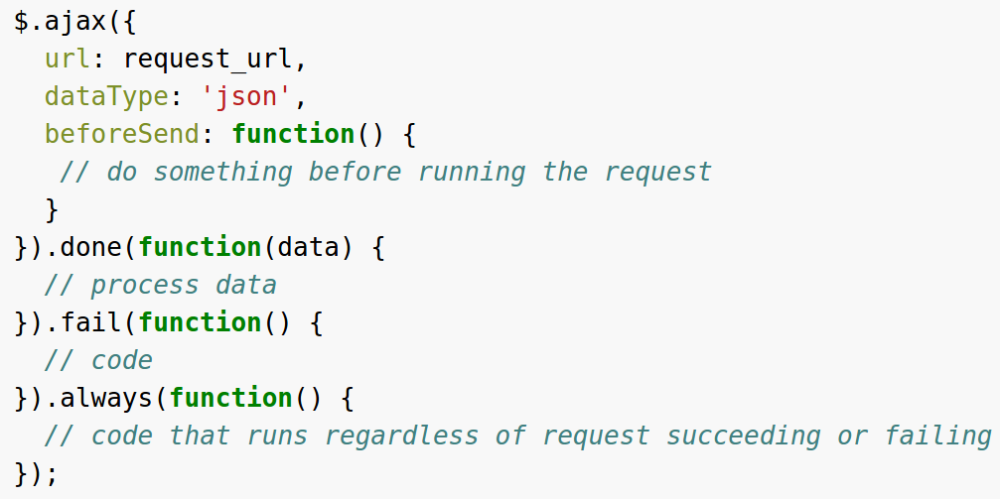 $.ajax({
  url: request_url,
  dataType: 'json',
  beforeSend: function() {
   // do something before running the request
  }
}).done(function(data) {
  // process data
}).fail(function() {
  // code
}).always(function() {
  // code that runs regardless of request succeeding or failing
});